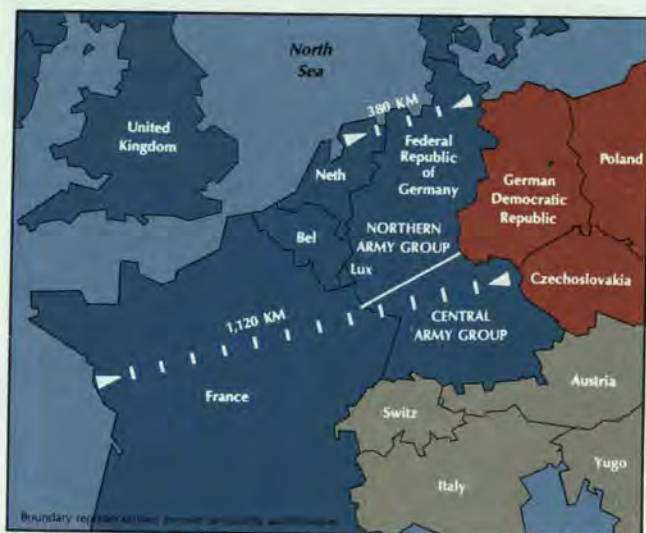 North
Sea
380 KM
United
Kingdom
Federal
Republic
of
Germany
Poland
Neth
German
Democratic
Republic
Bel
NORTHERN
ARMY GROUP
Lux
Czechoslovakia
1,120 KM
CENTRAL
ARMY GROUP
France
Austria
Switz
Yugo
Italy
Boundary representations